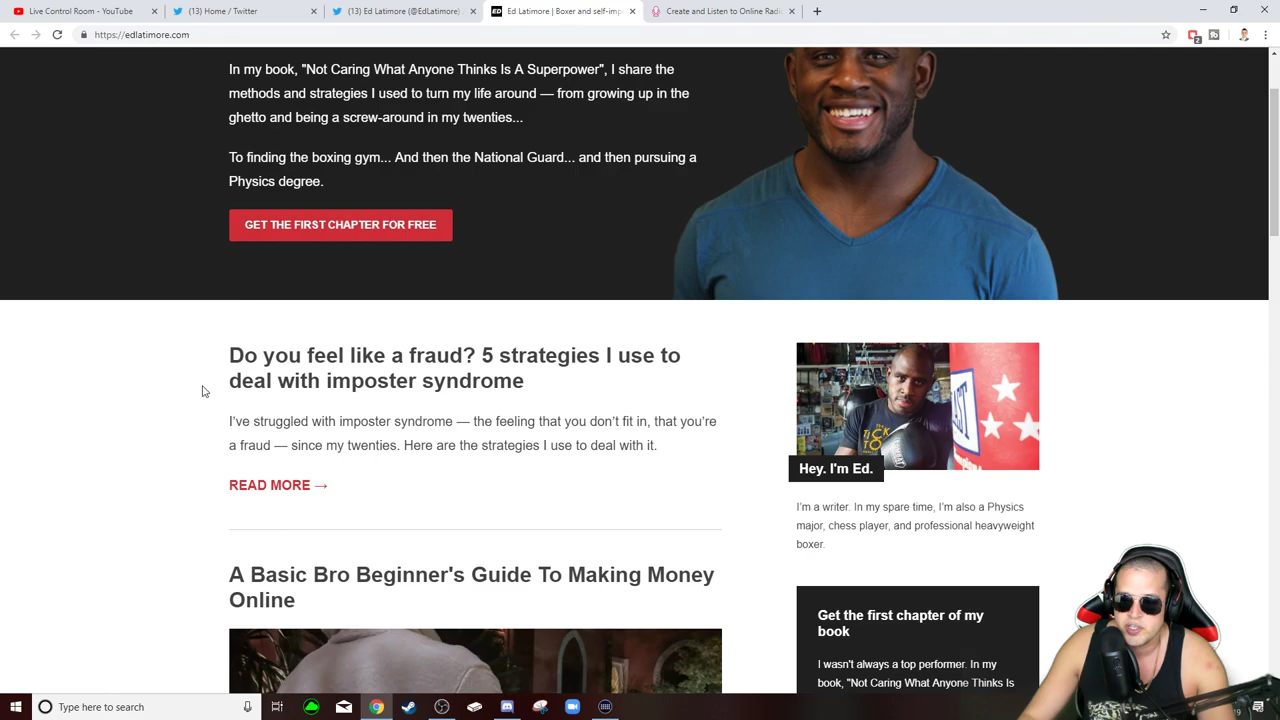 Live Control Room - YouTube
(13) Home / Twitter
(13) Ed Latimore (@EdLatimore)
ED
Ed Latimore | Boxer and self-imp
Create and Listen to Online Radi
https://edlatimore.com
2
In my book, "Not Caring What Anyone Thinks Is A Superpower", I share the
methods and strategies I used to turn my life around — from growing up in the
ghetto and being a screw-around in my twenties...
To finding the boxing gym... And then the National Guard... and then pursuing a
Physics degree.
GET THE FIRST CHAPTER FOR FREE
Do you feel like a fraud? 5 strategies I use to
deal with imposter syndrome
I've struggled with imposter syndrome — the feeling that you don't fit in, that you're
a fraud — since my twenties. Here are the strategies I use to deal with it.
READ MORE →
A Basic Bro Beginner's Guide To Making Money
Online
Hey. I'm Ed.
I'm a writer. In my spare time, I'm also a Physics
major, chess player, and professional heavyweight
boxer.
Get the first chapter of my
book
I wasn't always a top performer. In my
book, "Not Caring What Anyone Thinks Is
Type here to search